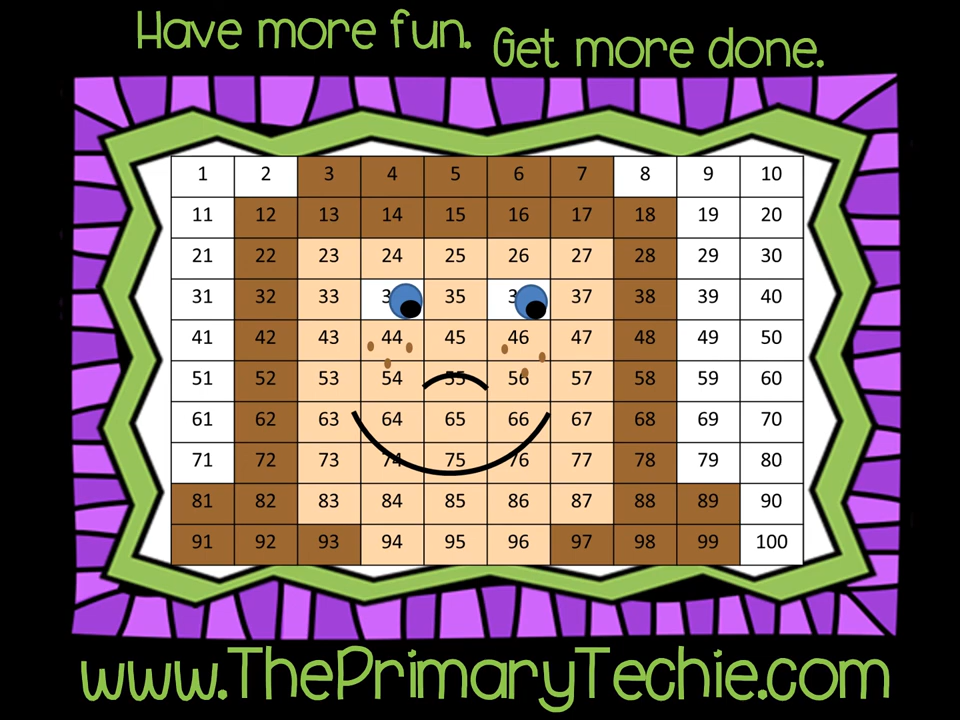 Have more fun. Get more done.
1 2 3 4 5 6 7 8 9 10
11 12 13 14 15 16 17 18 19 20
21 22 23 24 25 26 27 28 29 30
31 32 33 3 35 3 37 38 39 40
41 42 43 44 45 46 47 48 49 50
51 52 53 54 55 56 57 58 59 60
61 62 63 64 65 66 67 68 69 70
71 72 73 74 75 76 77 78 79 80
81 82 83 84 85 86 87 88 89 90
91 92 93 94 95 96 97 98 99 100
www.ThePrimaryTechie.com